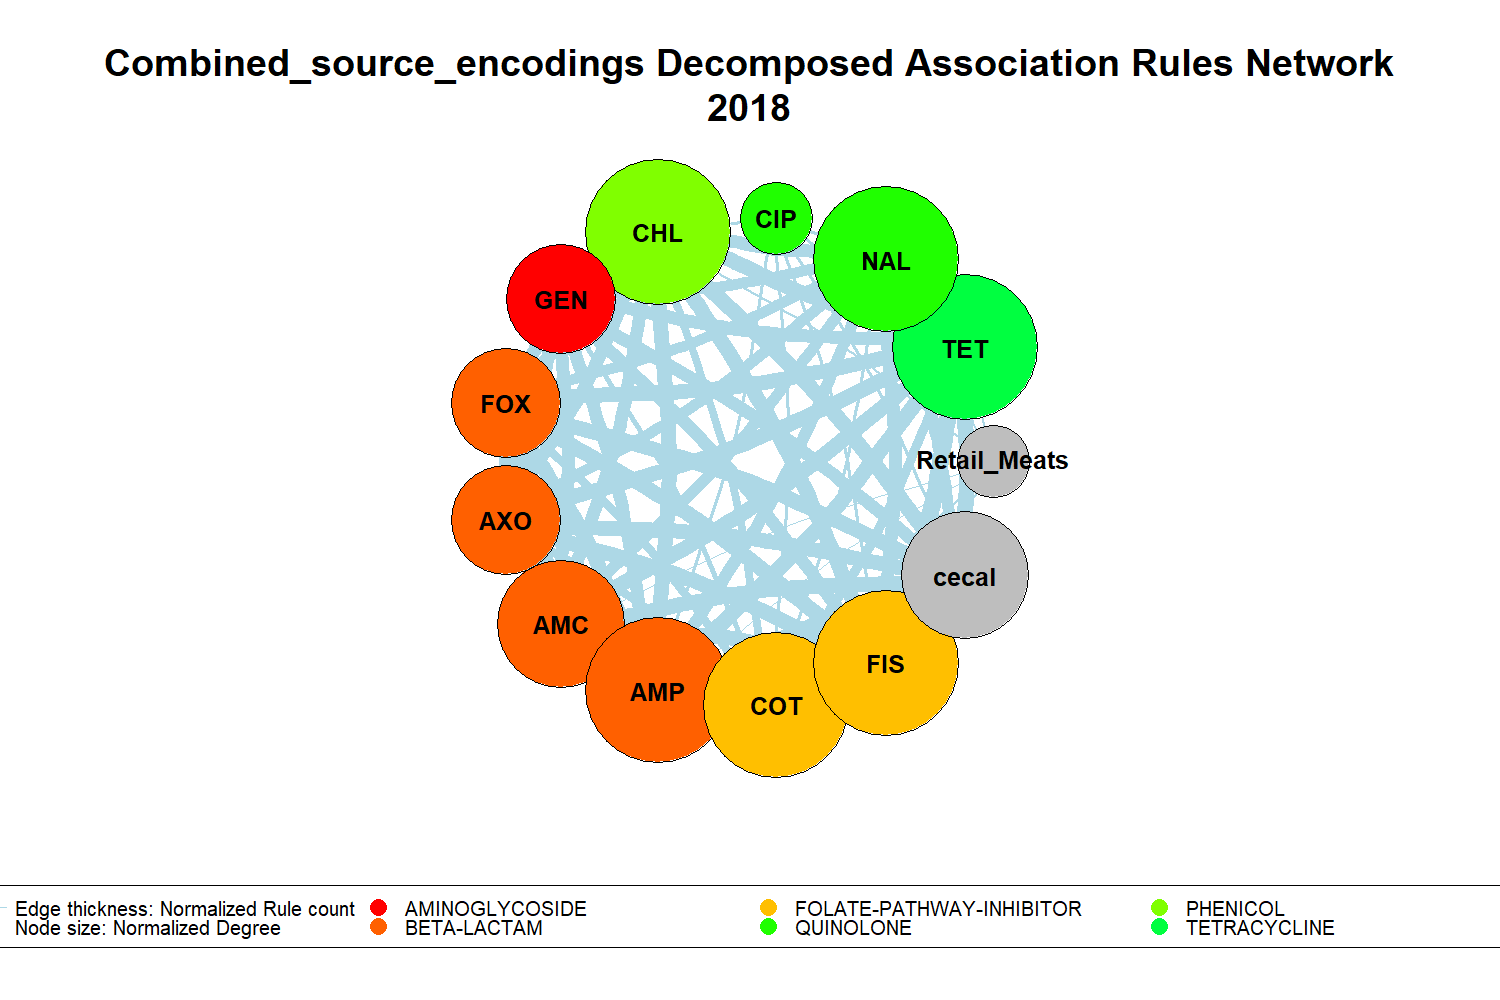 Combined_source_encodings Decomposed Association Rules Network
2018
CHL
CIP
NAL
GEN
TET
FOX
Retail_Meats
AXO
cecal
AMC
FIS
AMP
COT
Edge thickness: Normalized Rule count
Node size: Normalized Degree
AMINOGLYCOSIDE
BETA-LACTAM
FOLATE-PATHWAY-INHIBITOR
QUINOLONE
PHENICOL
TETRACYCLINE